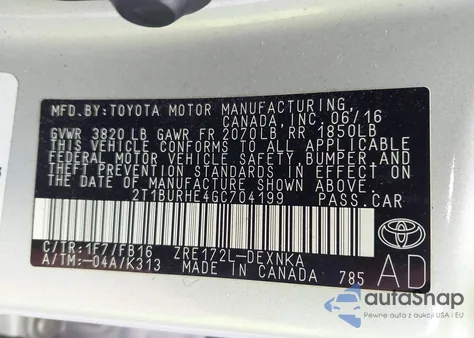 MFD.BY:TOYOTA MOTOR MANUFACTURING,
CANADA, INC. 06/16
GVWR 3820 LB GAWR FR 2070LB RR 1850LB
THIS VEHICLE CONFORMS TO ALL APPLICABLE
FEDERAL MOTOR VEHICLE SAFETY, BUMPER, AND
THEFT PREVENTION STANDARDS IN EFFECT ON
THE DATE OF MANUFACTURE SHOWN ABOVE.
2T1BURHE4GC704199 PASS.CAR
C/TR:1F7/FB16 ZRE172L-DEXNKA
A/TM:-04A/K313 MADE IN CANADA 785
AD
autashap
Pewne auta z aukcji USA i EU